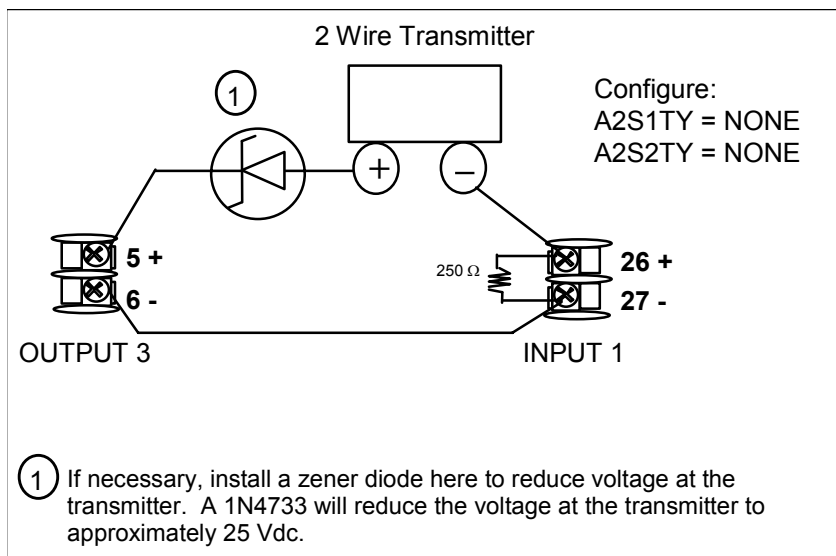 2 Wire Transmitter
1
Configure:
A2S1TY = NONE
A2S2TY = NONE
+
–
5 +
6 -
250 Ω
26 +
27 -
OUTPUT 3
INPUT 1
1 If necessary, install a zener diode here to reduce voltage at the
transmitter. A 1N4733 will reduce the voltage at the transmitter to
approximately 25 Vdc.